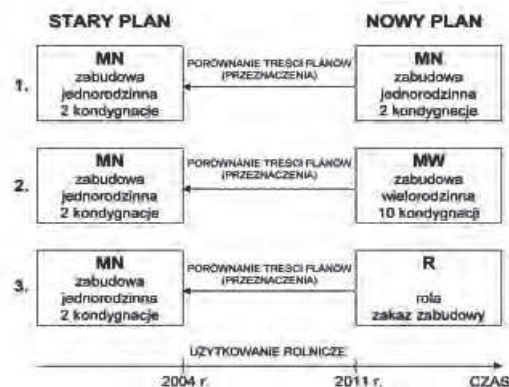 STARY PLAN
NOWY PLAN
1.
MN
zabudowa
jednorodzinna
2 kondygnacje
PORÓWNANIE TREŚCI PLANÓW
(PRZEZNACZENIA)
MN
zabudowa
jednorodzinna
2 kondygnacje
2.
MN
zabudowa
jednorodzinna
2 kondygnacje
PORÓWNANIE TREŚCI PLANÓW
(PRZEZNACZENIA)
MW
zabudowa
wielorodzinna
10 kondygnacji
3.
MN
zabudowa
jednorodzinna
2 kondygnacje
PORÓWNANIE TREŚCI PLANÓW
(PRZEZNACZENIA)
R
rola
zakaz zabudowy
UŻYTKOWANIE ROLNICZE
2004 r.
2011 r.
CZAS